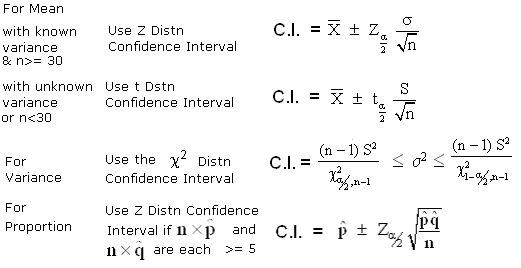 For Mean
with known variance & n>= 30 Use Z Distn Confidence Interval C.I. = X̅ ± Z_{α/2} σ/√n
with unknown variance or n<30 Use t Dstn Confidence Interval C.I. = X̅ ± t_{α/2} S/√n
For Variance Use the χ² Distn Confidence Interval C.I. = (n − 1) S²/χ²_{α/2, n-1} ≤ σ² ≤ (n − 1) S²/χ²_{1-α/2, n-1}
For Proportion Use Z Distn Confidence Interval if n × p̂ and n × q̂ are each >= 5 C.I. = p̂ ± Z_{α/2} √(p̂q̂/n)